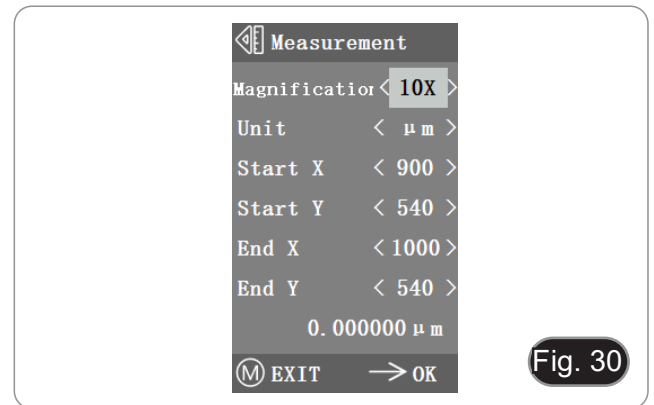 Measurement
Magnification < 10X >
Unit < μm >
Start X < 900 >
Start Y < 540 >
End X < 1000 >
End Y < 540 >
0.000000 μm
M EXIT → OK
Fig. 30